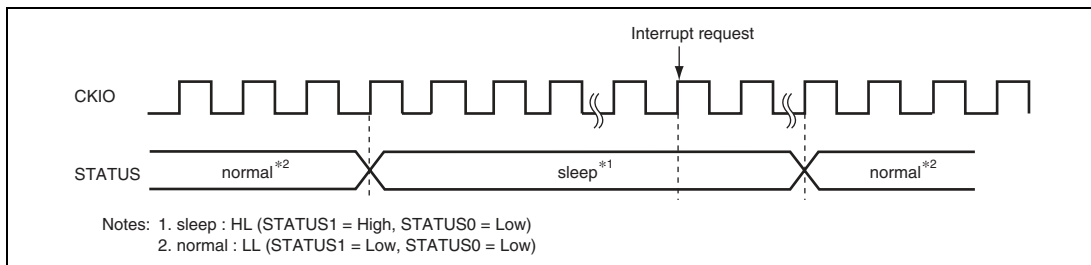 Interrupt request
CKIO
STATUS
normal*2
sleep*1
normal*2
Notes: 1. sleep : HL (STATUS1 = High, STATUS0 = Low)
2. normal : LL (STATUS1 = Low, STATUS0 = Low)